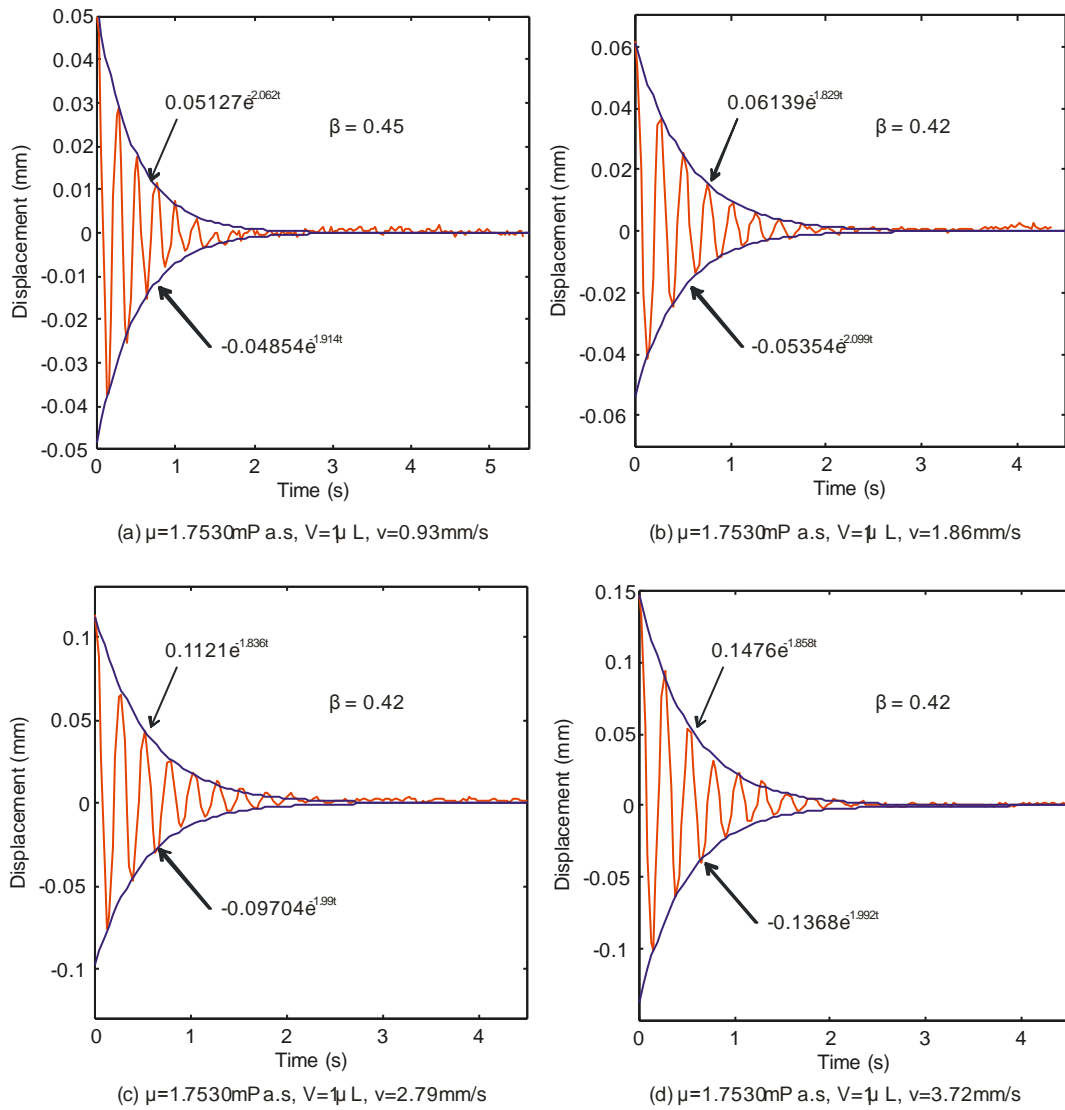 0.05
0.04
0.03
0.02
0.01
0
-0.01
-0.02
-0.03
-0.04
-0.05
Displacement (mm)
0.05127e^-2.062t
β = 0.45
-0.04854e^-1.914t
0 1 2 3 4 5
Time (s)
(a) μ=1.7530mPa.s, V=1μL, v=0.93mm/s
0.06
0.04
0.02
0
-0.02
-0.04
-0.06
Displacement (mm)
0.06139e^-1.829t
β = 0.42
-0.05354e^-2.099t
0 1 2 3 4
Time (s)
(b) μ=1.7530mPa.s, V=1μL, v=1.86mm/s
0.1
0.05
0
-0.05
-0.1
Displacement (mm)
0.1121e^-1.836t
β = 0.42
-0.09704e^-1.99t
0 1 2 3 4
Time (s)
(c) μ=1.7530mPa.s, V=1μL, v=2.79mm/s
0.15
0.1
0.05
0
-0.05
-0.1
Displacement (mm)
0.1476e^-1.858t
β = 0.42
-0.1368e^-1.992t
0 1 2 3 4
Time (s)
(d) μ=1.7530mPa.s, V=1μL, v=3.72mm/s